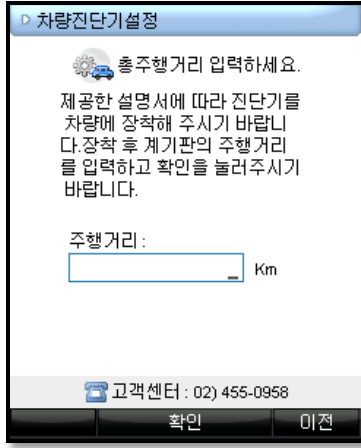 차량진단기설정
총주행거리 입력하세요.
제공한 설명서에 따라 진단기를
차량에 장착해 주시기 바랍니
다.장착 후 계기판의 주행거리
를 입력하고 확인을 눌러주시기
바랍니다.
주행거리 :
_ Km
고객센터 : 02) 455-0958
확인 이전